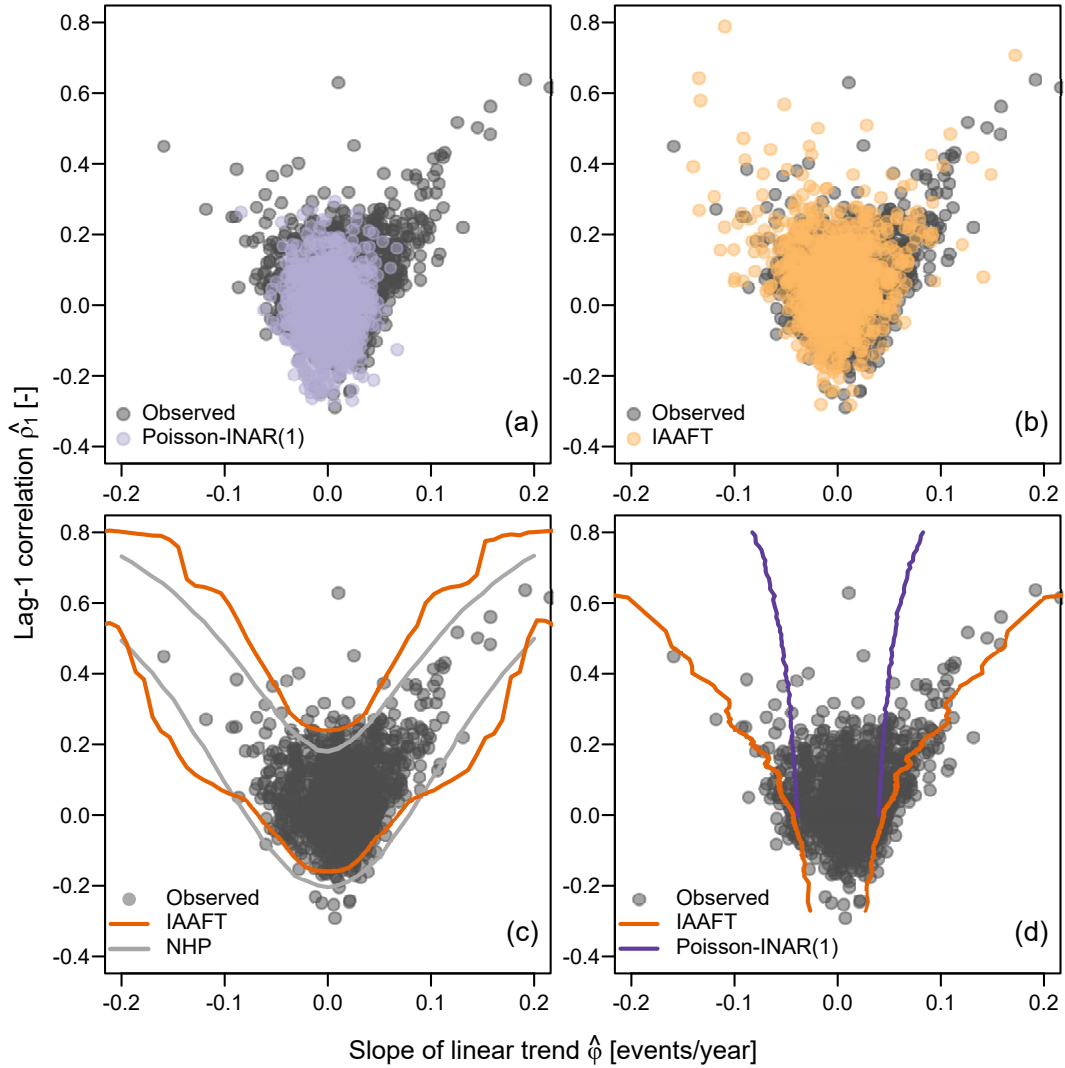 0.8
0.6
0.4
0.2
0.0
-0.2
-0.4
Observed
Poisson-INAR(1)
(a)
-0.2 -0.1 0.0 0.1 0.2
0.8
0.6
0.4
0.2
0.0
-0.2
-0.4
Observed
IAAFT
(b)
-0.2 -0.1 0.0 0.1 0.2
Lag-1 correlation ρ̂₁ [-]
0.8
0.6
0.4
0.2
0.0
-0.2
-0.4
Observed
IAAFT
NHP
(c)
-0.2 -0.1 0.0 0.1 0.2
0.8
0.6
0.4
0.2
0.0
-0.2
-0.4
Observed
IAAFT
Poisson-INAR(1)
(d)
-0.2 -0.1 0.0 0.1 0.2
Slope of linear trend φ̂ [events/year]